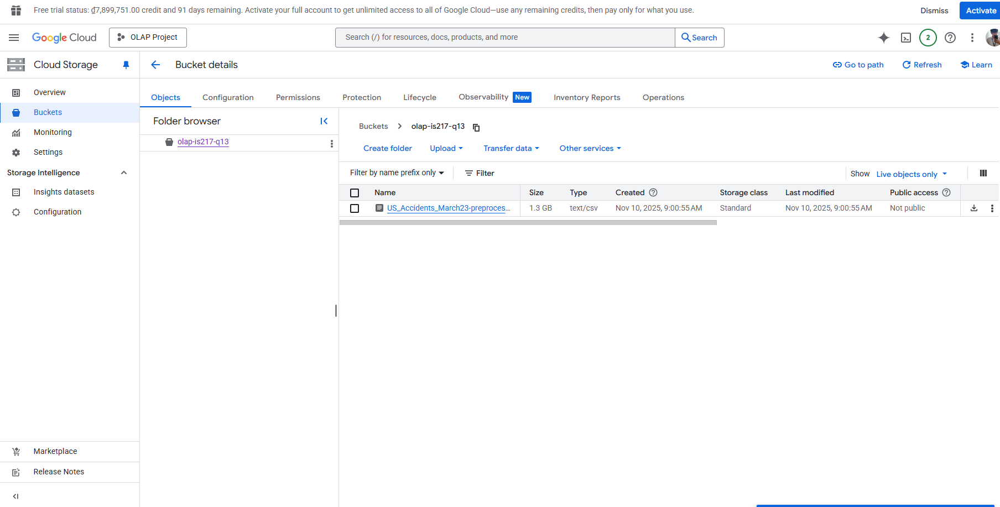 Free trial status: ₫7,899,751.00 credit and 91 days remaining. Activate your full account to get unlimited access to all of Google Cloud—use any remaining credits, then pay only for what you use.
Dismiss
Activate
Google Cloud
OLAP Project
Search (/) for resources, docs, products, and more
Search
2
Cloud Storage
Bucket details
Go to path
Refresh
Learn
Overview
Buckets
Monitoring
Settings
Storage Intelligence
Insights datasets
Configuration
Marketplace
Release Notes
Objects
Configuration
Permissions
Protection
Lifecycle
Observability New
Inventory Reports
Operations
Folder browser
olap-is217-q13
Buckets > olap-is217-q13
Create folder
Upload
Transfer data
Other services
Filter by name prefix only
Filter
Show Live objects only
Name Size Type Created Storage class Last modified Public access
US_Accidents_March23-preproces... 1.3 GB text/csv Nov 10, 2025, 9:00:55 AM Standard Nov 10, 2025, 9:00:55 AM Not public